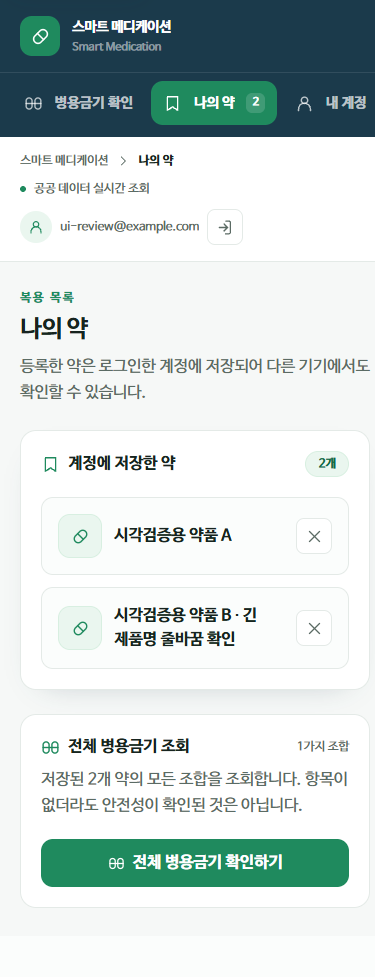 스마트 메디케이션
Smart Medication
병용금기 확인
나의 약 2
내 계정
스마트 메디케이션 > 나의 약
공공 데이터 실시간 조회
ui-review@example.com
복용 목록
나의 약
등록한 약은 로그인한 계정에 저장되어 다른 기기에서도
확인할 수 있습니다.
계정에 저장한 약
2개
시각검증용 약품 A
시각검증용 약품 B · 긴
제품명 줄바꿈 확인
전체 병용금기 조회
1가지 조합
저장된 2개 약의 모든 조합을 조회합니다. 항목이
없더라도 안전성이 확인된 것은 아닙니다.
전체 병용금기 확인하기